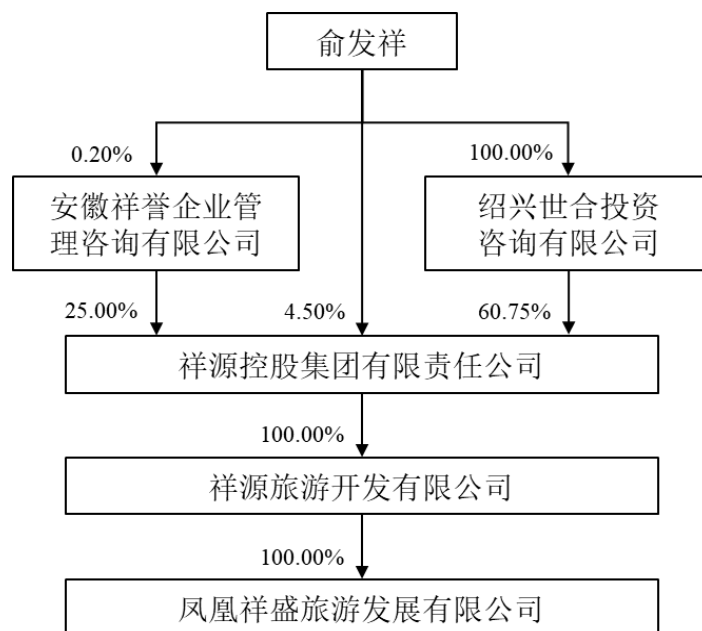 俞发祥
0.20%
100.00%
安徽祥誉企业管
理咨询有限公司
绍兴世合投资
咨询有限公司
25.00%
4.50%
60.75%
祥源控股集团有限责任公司
100.00%
祥源旅游开发有限公司
100.00%
凤凰祥盛旅游发展有限公司